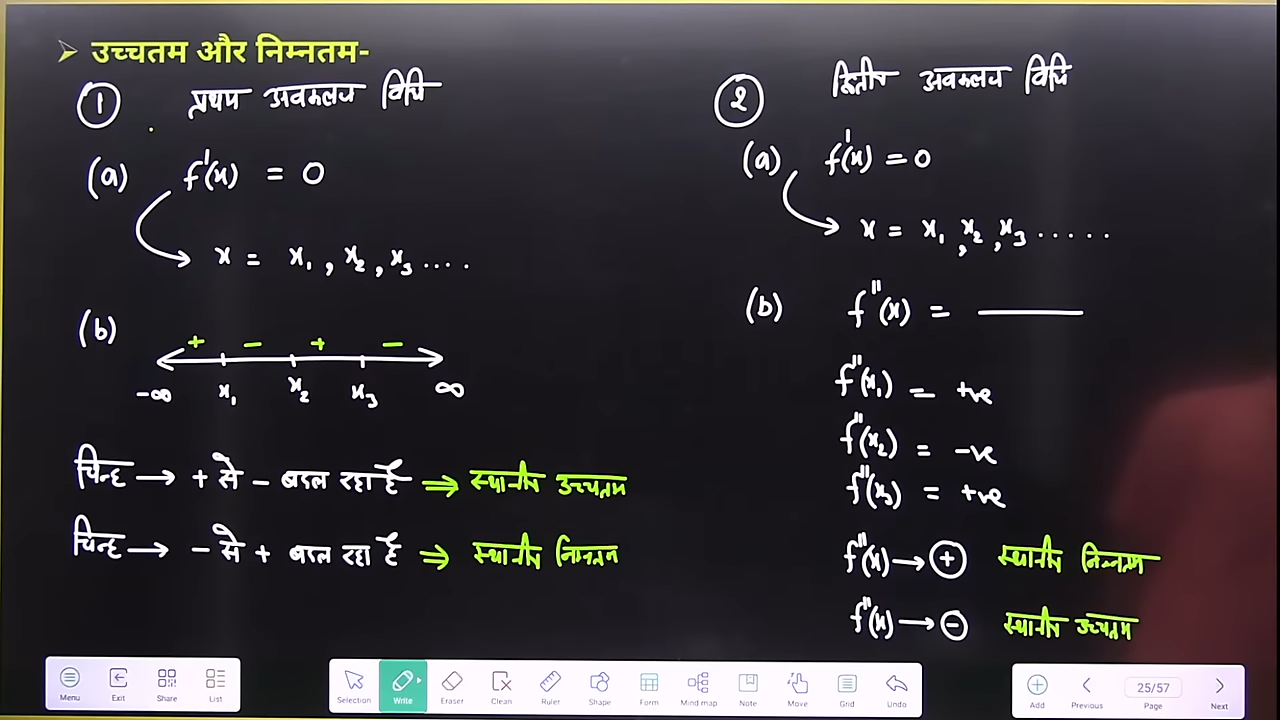 ➤ उच्चतम और निम्नतम-
① प्रथम अवकलज विधि
(a) f'(x) = 0
x = x₁, x₂, x₃....
(b)
+ - + -
-∞ x₁ x₂ x₃ ∞
चिन्ह → + से - बदल रहा है ⇒ स्थानीय उच्चतम
चिन्ह → - से + बदल रहा है ⇒ स्थानीय निम्नतम
② द्वितीय अवकलज विधि
(a) f'(x) = 0
x = x₁, x₂, x₃.....
(b) f''(x) = ———
f''(x₁) = +ve
f''(x₂) = -ve
f''(x₃) = +ve
f''(x) → ⊕ स्थानीय निम्नतम
f''(x) → ⊖ स्थानीय उच्चतम
Menu Exit Share List Selection Write Eraser Clean Ruler Shape Form Mind map Note Move Grid Undo Add Previous 25/57 Page Next